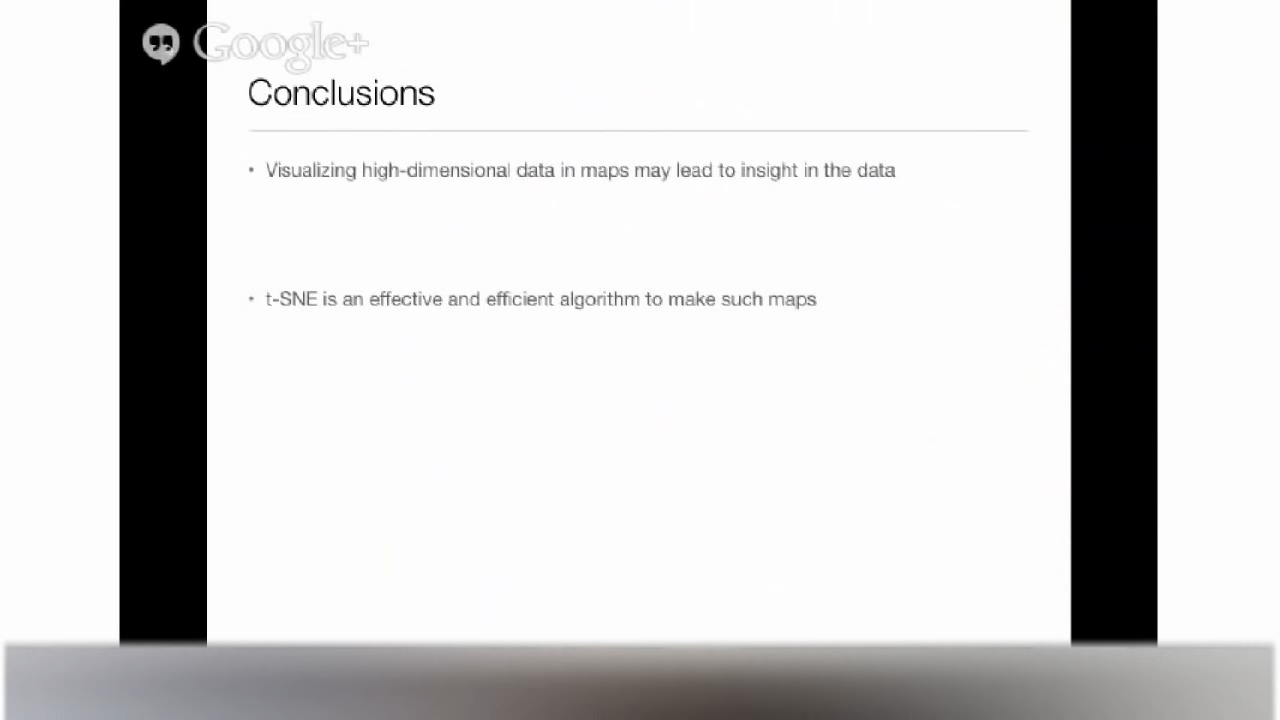 Google+
Conclusions
• Visualizing high-dimensional data in maps may lead to insight in the data
• t-SNE is an effective and efficient algorithm to make such maps